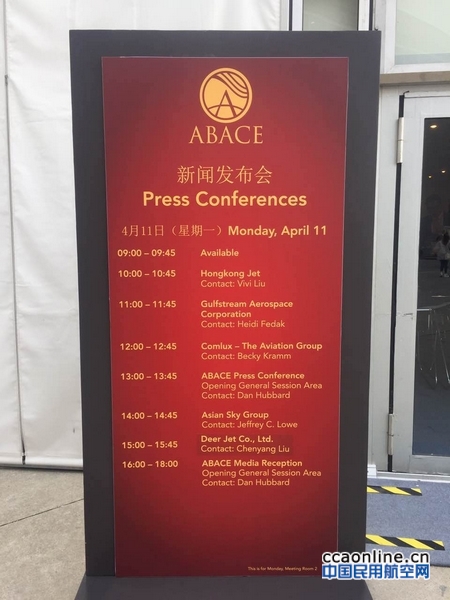 ABACE
新闻发布会
Press Conferences
4月11日（星期一）Monday, April 11
09:00 – 09:45 Available
10:00 – 10:45 Hongkong Jet
Contact: Vivi Liu
11:00 – 11:45 Gulfstream Aerospace
Corporation
Contact: Heidi Fedak
12:00 – 12:45 Comlux – The Aviation Group
Contact: Becky Kramm
13:00 – 13:45 ABACE Press Conference
Opening General Session Area
Contact: Dan Hubbard
14:00 – 14:45 Asian Sky Group
Contact: Jeffrey C. Lowe
15:00 – 15:45 Deer Jet Co., Ltd.
Contact: Chenyang Liu
16:00 – 18:00 ABACE Media Reception
Opening General Session Area
Contact: Dan Hubbard
This is for Monday, Meeting Room 2
ccaonline.cn
中国民用航空网